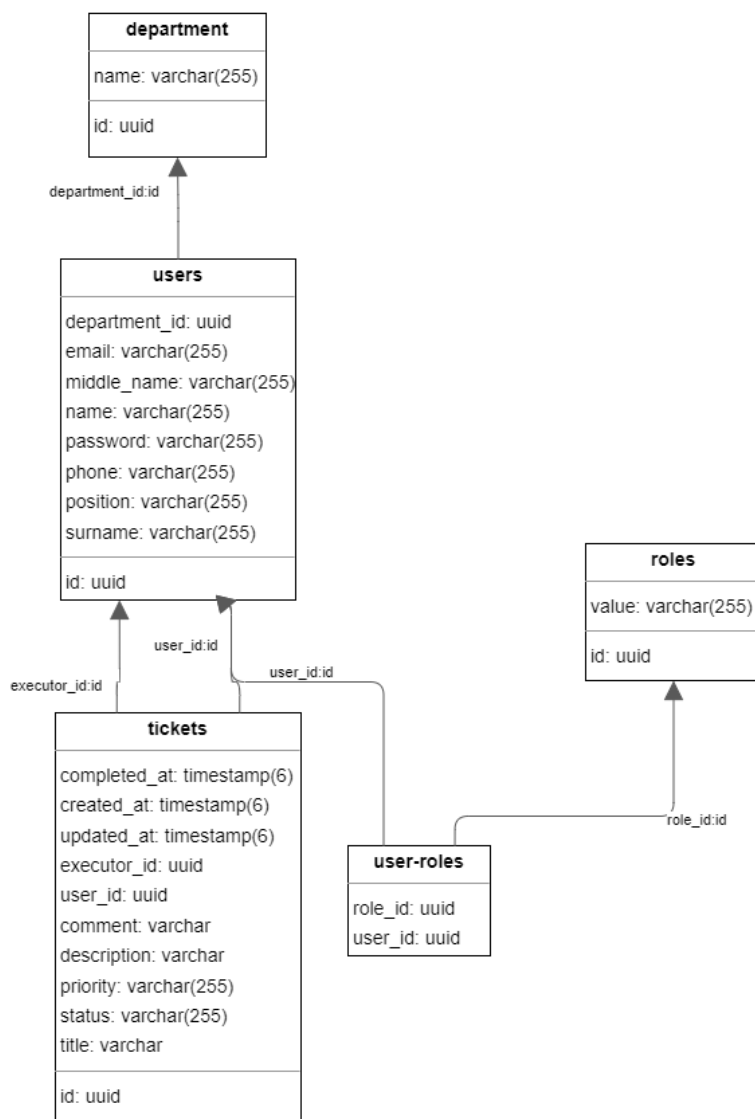 department
name: varchar(255)
id: uuid
department_id:id
users
department_id: uuid
email: varchar(255)
middle_name: varchar(255)
name: varchar(255)
password: varchar(255)
phone: varchar(255)
position: varchar(255)
surname: varchar(255)
id: uuid
roles
value: varchar(255)
id: uuid
user_id:id
user_id:id
executor_id:id
tickets
completed_at: timestamp(6)
created_at: timestamp(6)
updated_at: timestamp(6)
executor_id: uuid
user_id: uuid
comment: varchar
description: varchar
priority: varchar(255)
status: varchar(255)
title: varchar
id: uuid
role_id:id
user-roles
role_id: uuid
user_id: uuid